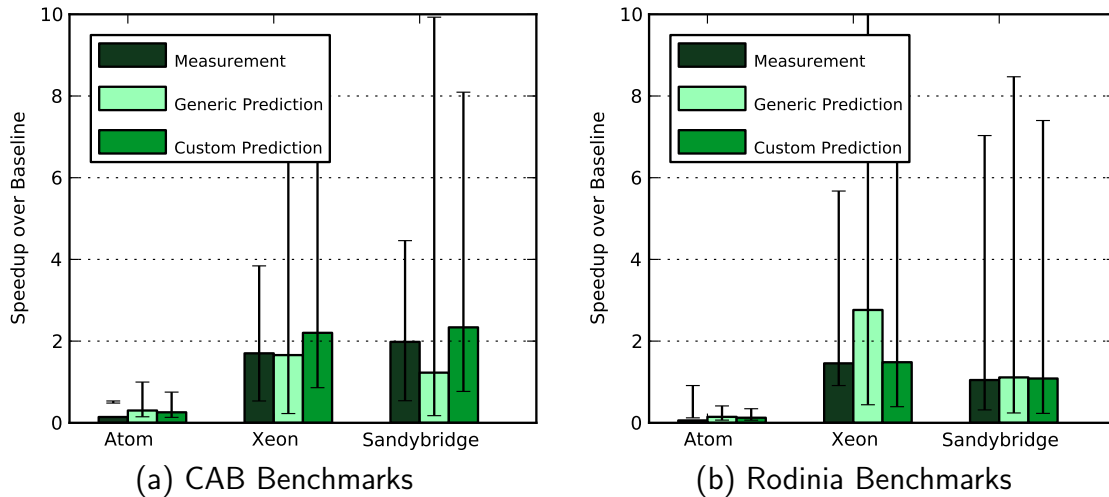 10
8
6
4
2
0
Speedup over Baseline
Measurement
Generic Prediction
Custom Prediction
Atom
Xeon
Sandybridge
(a) CAB Benchmarks
10
8
6
4
2
0
Speedup over Baseline
Measurement
Generic Prediction
Custom Prediction
Atom
Xeon
Sandybridge
(b) Rodinia Benchmarks